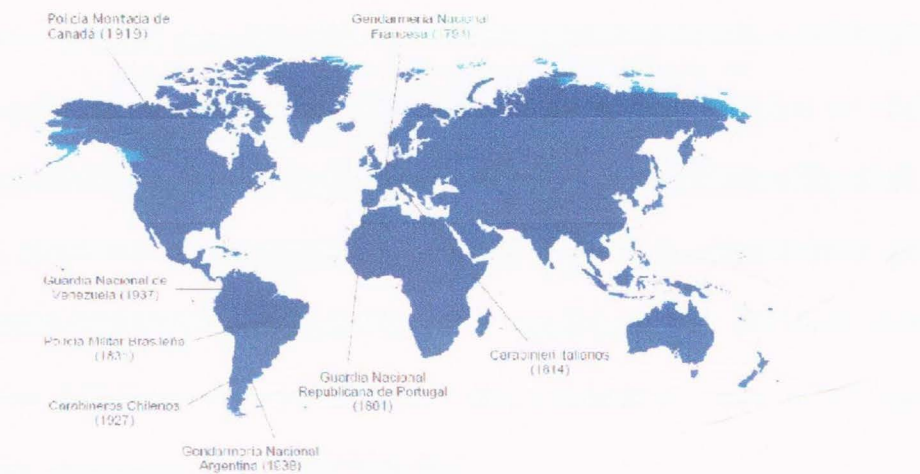 Policía Montada de
Canadá (1919)
Gendarmería Nacional
Francesa (1791)
Guardia Nacional de
Venezuela (1937)
Policía Militar Brasileña
Carabineros Chilenos
(1927)
Gendarmería Nacional
Argentina (1938)
Guardia Nacional
Republicana de Portugal
(1801)
Carabinieri Italianos
(1814)